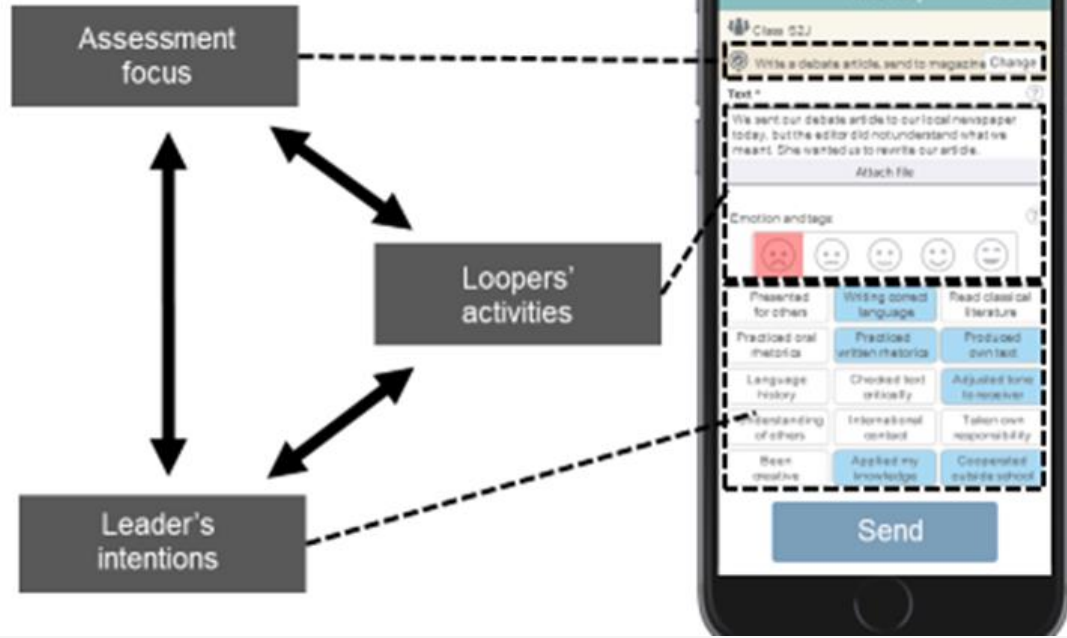 Assessment
focus
Loopers'
activities
Leader's
intentions
Class S2J
Write a debate article, send to magazine
Change
Text *
?
We sent our debate article to our local newspaper
today, but the editor did not understand what we
meant. She wanted us to rewrite our article.
Attach file
Emotion and tags
?
Presented
for others
Writing correct
language
Read classical
literature
Practiced oral
rhetorics
Practiced
written rhetorics
Produced
own text
Language
history
Checked text
critically
Adjusted tone
to receiver
Understanding
of others
International
contact
Taken own
responsibility
Been
creative
Applied my
knowledge
Cooperated
outside school
Send